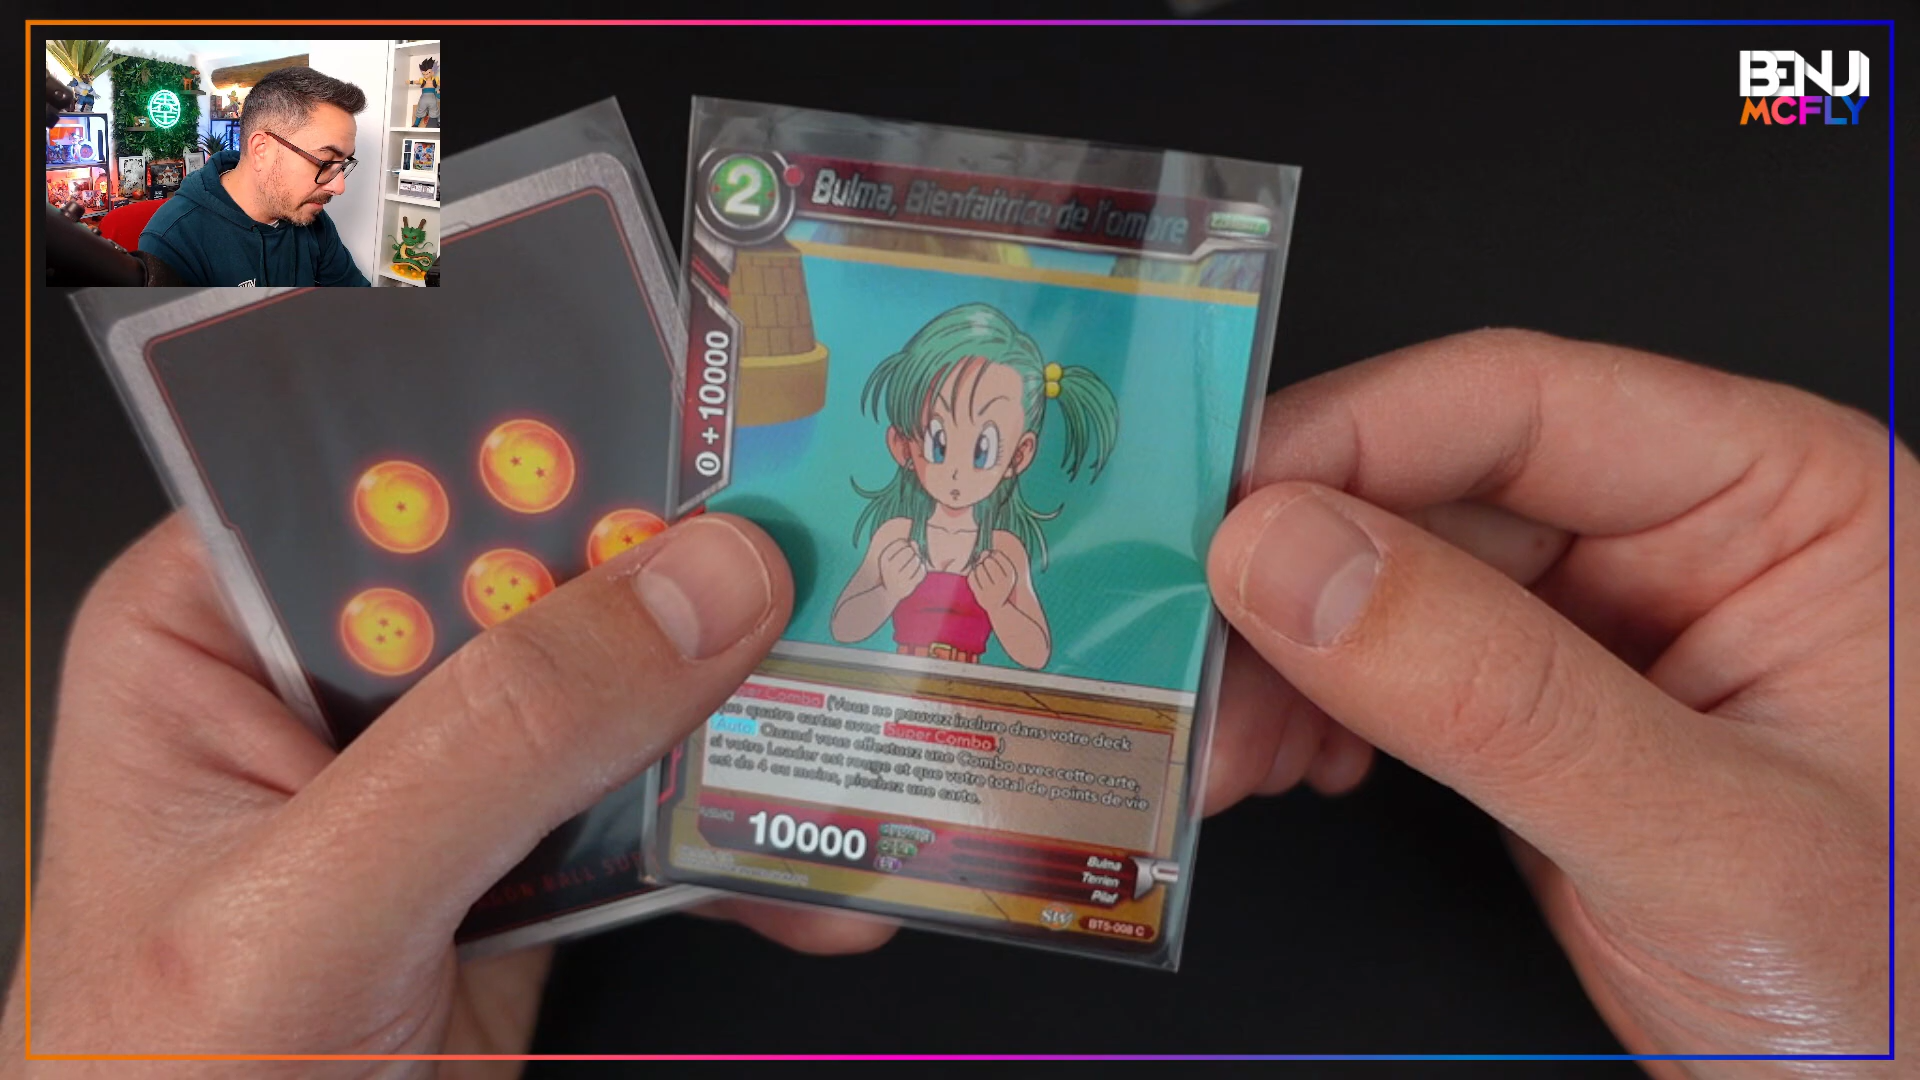 BENJI
MCFLY
2
Bulma, Bienfaitrice de l'ombre
0 + 10000
Super Combo (Vous ne pouvez inclure dans votre deck
que quatre cartes avec Super Combo.)
Auto Quand vous effectuez une Combo avec cette carte,
si votre Leader est rouge et que votre total de points de vie
est de 4 ou moins, piochez une carte.
10000
Bulma
Terrien
Pilaf
BT5-008 C